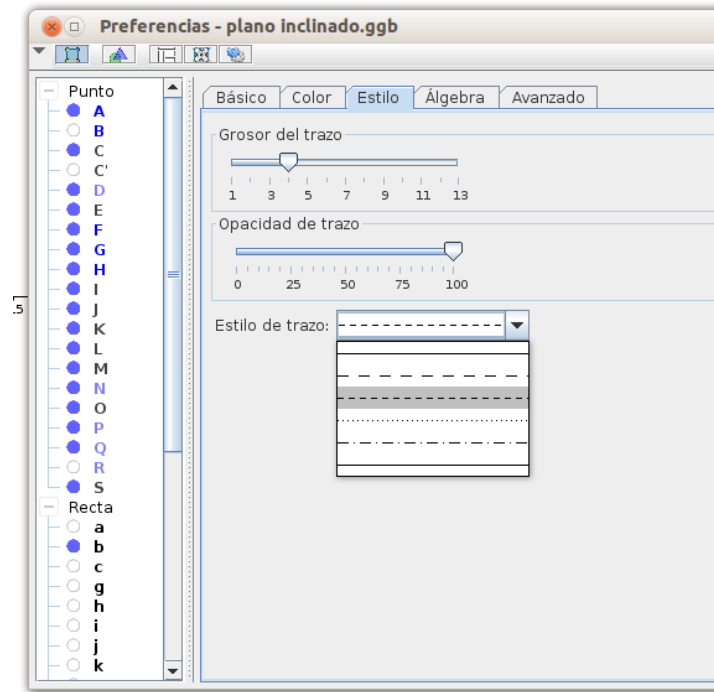 Preferencias - plano inclinado.ggb
Punto
A
B
C
C'
D
E
F
G
H
I
J
K
L
M
N
O
P
Q
R
S
Recta
a
b
c
g
h
i
j
k
Básico Color Estilo Álgebra Avanzado
Grosor del trazo
1 3 5 7 9 11 13
Opacidad de trazo
0 25 50 75 100
Estilo de trazo:
.5